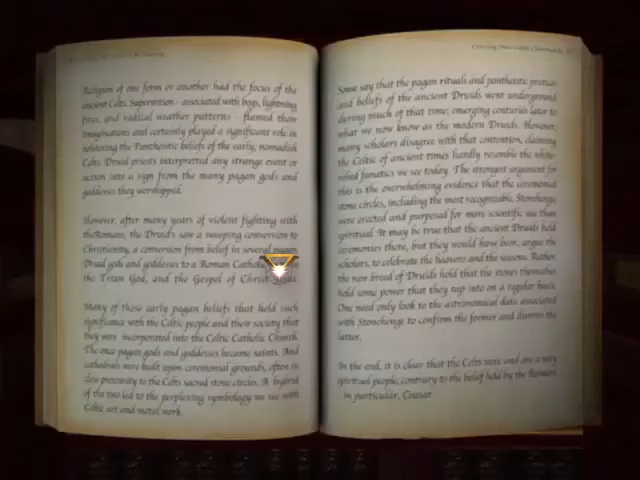 Religion of one form or another had the focus of the
ancient Celts. Superstition - associated with bogs, lightning
fires, and radical weather patterns - flamed their
imaginations and certainly played a significant role in
bolstering the Pantheistic beliefs of the early, nomadick
Celts. Druid priests interpretted any strange event or
action into a sign from the many pagan gods and
goddesses they worshipped.
However, after many years of violent fighting with
theRomans, the Druids saw a sweeping conversion to
Christianity, a conversion from belief in several pagan
Druid gods and goddesses to a Roman Catholic
the Triun God, and the Gospel of Christ
Many of those early pagan beliefs that held such
significance with the Celtic people and their society that
they were incorporated into the Celtic Catholic Church.
The once pagan gods and goddesses became saints. And
cathedrals were built upon ceremonial grounds, often in
close proximity to the Celts sacred stone circles. A hybrid
of the two led to the perplexing symbology we see with
Celtic art and metal work.
Some say that the pagan rituals and pantheistic practices
and beliefs of the ancient Druids went underground
during much of that time; emerging centuries later to
what we now know as the modern Druids. However,
many scholars disagree with that contention, claiming
the Celtic of ancient times hardly resemble the white-
robed fanatics we see today. The strongest argument for
this is the overwhelming evidence that the ceremonial
stone circles, including the most recognizable, Stonehenge,
were erected and purposed for more scientific use than
spiritual. It may be true that the ancient Druids held
ceremonies there, but they would have been, argue the
scholars, to celebrate the heavens and the seasons. Rather,
the new breed of Druids hold that the stones themselves
hold some power that they tap into on a regular basis.
One need only look to the astronomical data associated
with Stonehenge to confirm the former and dismiss the
latter.
In the end, it is clear that the Celts were and are a very
spiritual people, contrary to the belief held by the Romans
in particular, Ceasar